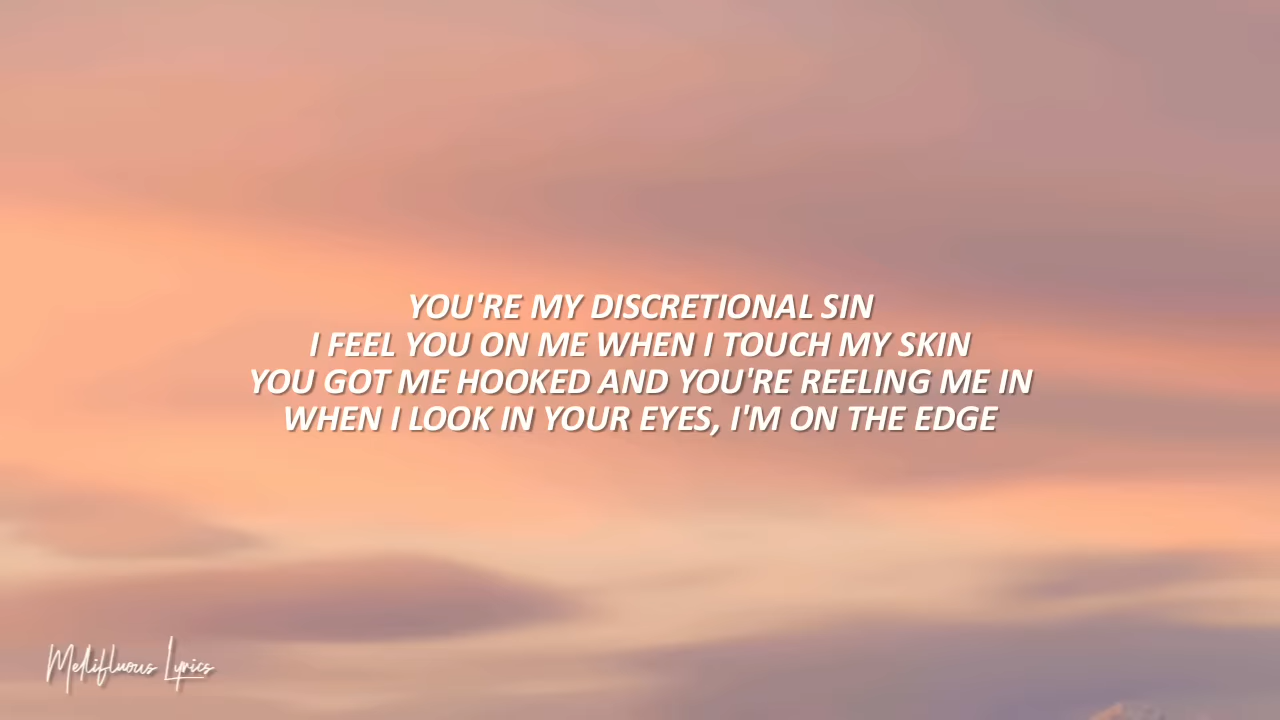 YOU'RE MY DISCRETIONAL SIN
I FEEL YOU ON ME WHEN I TOUCH MY SKIN
YOU GOT ME HOOKED AND YOU'RE REELING ME IN
WHEN I LOOK IN YOUR EYES, I'M ON THE EDGE
Mellifluous Lyrics